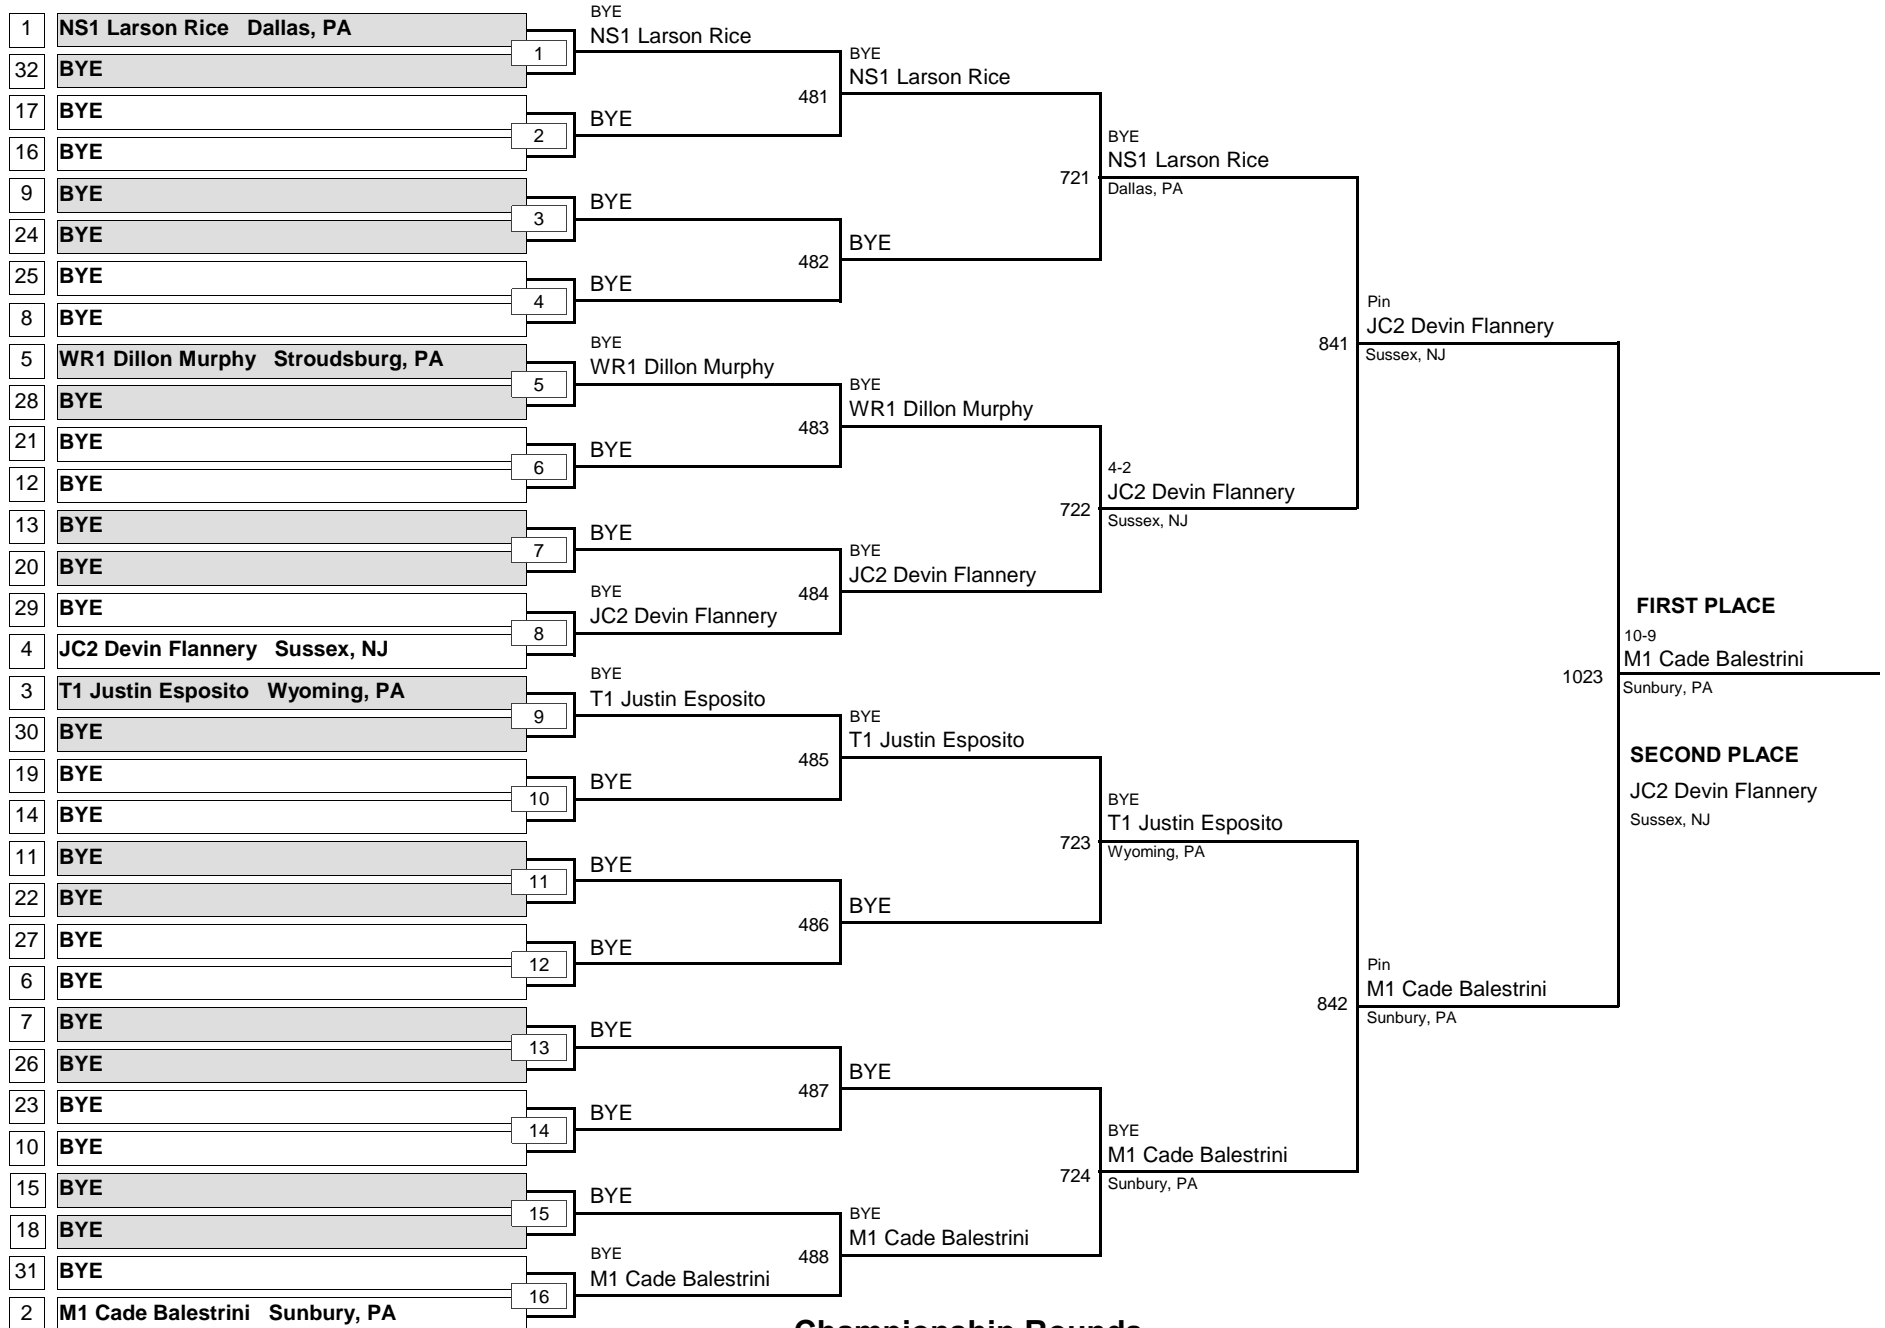 1 NS1 Larson Rice Dallas, PA
32 BYE
17 BYE
16 BYE
9 BYE
24 BYE
25 BYE
8 BYE
5 WR1 Dillon Murphy Stroudsburg, PA
28 BYE
21 BYE
12 BYE
13 BYE
20 BYE
29 BYE
4 JC2 Devin Flannery Sussex, NJ
3 T1 Justin Esposito Wyoming, PA
30 BYE
19 BYE
14 BYE
11 BYE
22 BYE
27 BYE
6 BYE
7 BYE
26 BYE
23 BYE
10 BYE
15 BYE
18 BYE
31 BYE
2 M1 Cade Balestrini Sunbury, PA
1
2
3
4
5
6
7
8
9
10
11
12
13
14
15
16
BYE
NS1 Larson Rice
BYE
BYE
BYE
BYE
WR1 Dillon Murphy
BYE
BYE
BYE
JC2 Devin Flannery
BYE
T1 Justin Esposito
BYE
BYE
BYE
BYE
BYE
BYE
BYE
M1 Cade Balestrini
481
482
483
484
485
486
487
488
BYE
NS1 Larson Rice
BYE
BYE
WR1 Dillon Murphy
BYE
JC2 Devin Flannery
BYE
T1 Justin Esposito
BYE
BYE
BYE
M1 Cade Balestrini
721
722
723
724
BYE
NS1 Larson Rice
Dallas, PA
4-2
JC2 Devin Flannery
Sussex, NJ
BYE
T1 Justin Esposito
Wyoming, PA
BYE
M1 Cade Balestrini
Sunbury, PA
841
842
Pin
JC2 Devin Flannery
Sussex, NJ
Pin
M1 Cade Balestrini
Sunbury, PA
1023
FIRST PLACE
10-9
M1 Cade Balestrini
Sunbury, PA
SECOND PLACE
JC2 Devin Flannery
Sussex, NJ
Championship Rounds